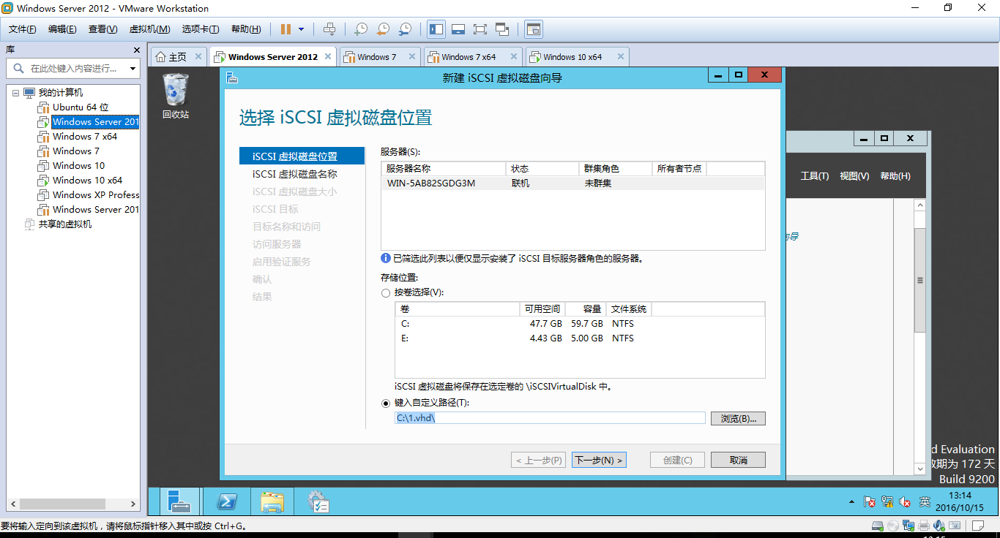 Windows Server 2012 - VMware Workstation
文件(F) 编辑(E) 查看(V) 虚拟机(M) 选项卡(T) 帮助(H)
库
在此处键入内容进行...
我的计算机
Ubuntu 64 位
Windows Server 201
Windows 7 x64
Windows 7
Windows 10
Windows 10 x64
Windows XP Profess
Windows Server 201
共享的虚拟机
主页 Windows Server 2012 Windows 7 Windows 7 x64 Windows 10 x64
回收站
新建 iSCSI 虚拟磁盘向导
选择 iSCSI 虚拟磁盘位置
iSCSI 虚拟磁盘位置
iSCSI 虚拟磁盘名称
iSCSI 虚拟磁盘大小
iSCSI 目标
目标名称和访问
访问服务器
启用验证服务
确认
结果
服务器(S):
服务器名称 状态 群集角色 所有者节点
WIN-5AB82SGDG3M 联机 未群集
已筛选此列表以便仅显示安装了 iSCSI 目标服务器角色的服务器。
存储位置:
按卷选择(V):
卷 可用空间 容量 文件系统
C: 47.7 GB 59.7 GB NTFS
E: 4.43 GB 5.00 GB NTFS
iSCSI 虚拟磁盘将保存在选定卷的 \iSCSIVirtualDisk 中。
键入自定义路径(T):
C:\1.vhd\
浏览(B)...
< 上一步(P) 下一步(N) > 创建(C) 取消
工具(T) 视图(V) 帮助(H)
向导
d Evaluation
效期为 172 天
Build 9200
英
13:14
2016/10/15
要将输入定向到该虚拟机，请将鼠标指针移入其中或按 Ctrl+G。